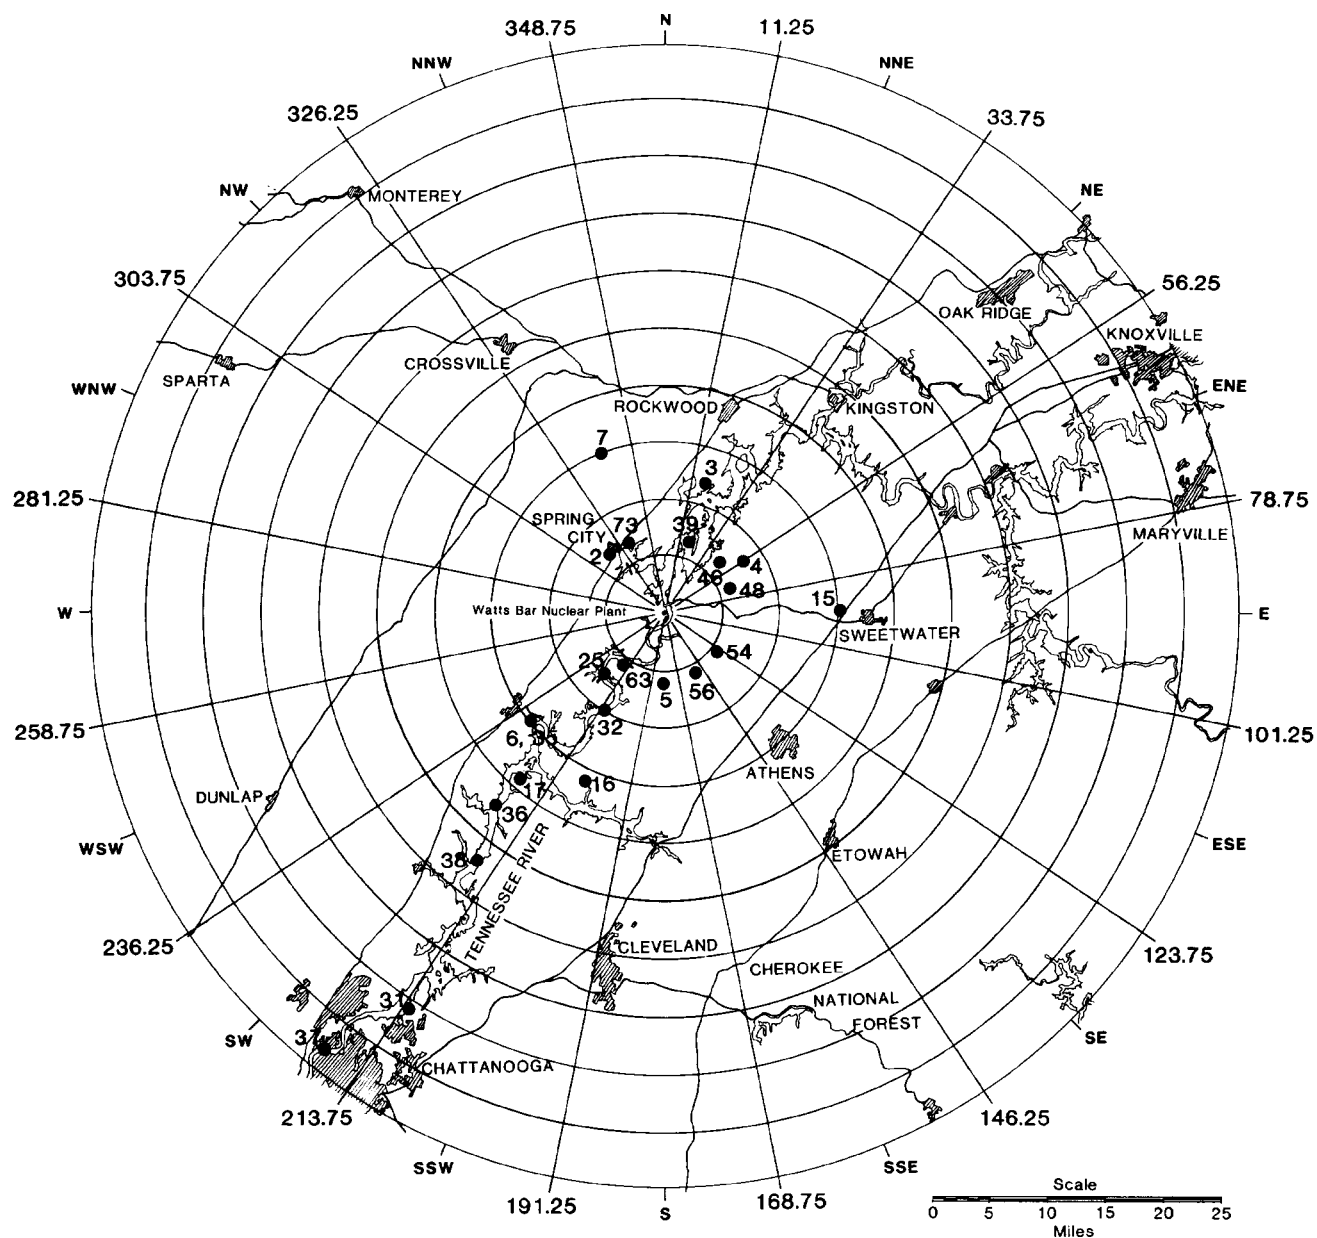 N
348.75
11.25
NNW
NNE
326.25
33.75
NW
MONTEREY
NE
303.75
56.25
OAK RIDGE
KNOXVILLE
CROSSVILLE
SPARTA
WNW
ENE
ROCKWOOD
KINGSTON
7
3
281.25
78.75
SPRING
CITY
73
39
MARYVILLE
2
46
4
48
W
Watts Bar Nuclear Plant
15
E
SWEETWATER
54
25
63
5
56
32
258.75
6,
101.25
ATHENS
17
16
DUNLAP
36
WSW
ESE
38
ETOWAH
TENNESSEE RIVER
236.25
CLEVELAND
123.75
CHEROKEE
NATIONAL
FOREST
31
SW
37
SE
CHATTANOOGA
213.75
146.25
SSW
SSE
191.25
S
168.75
Scale
0 5 10 15 20 25
Miles